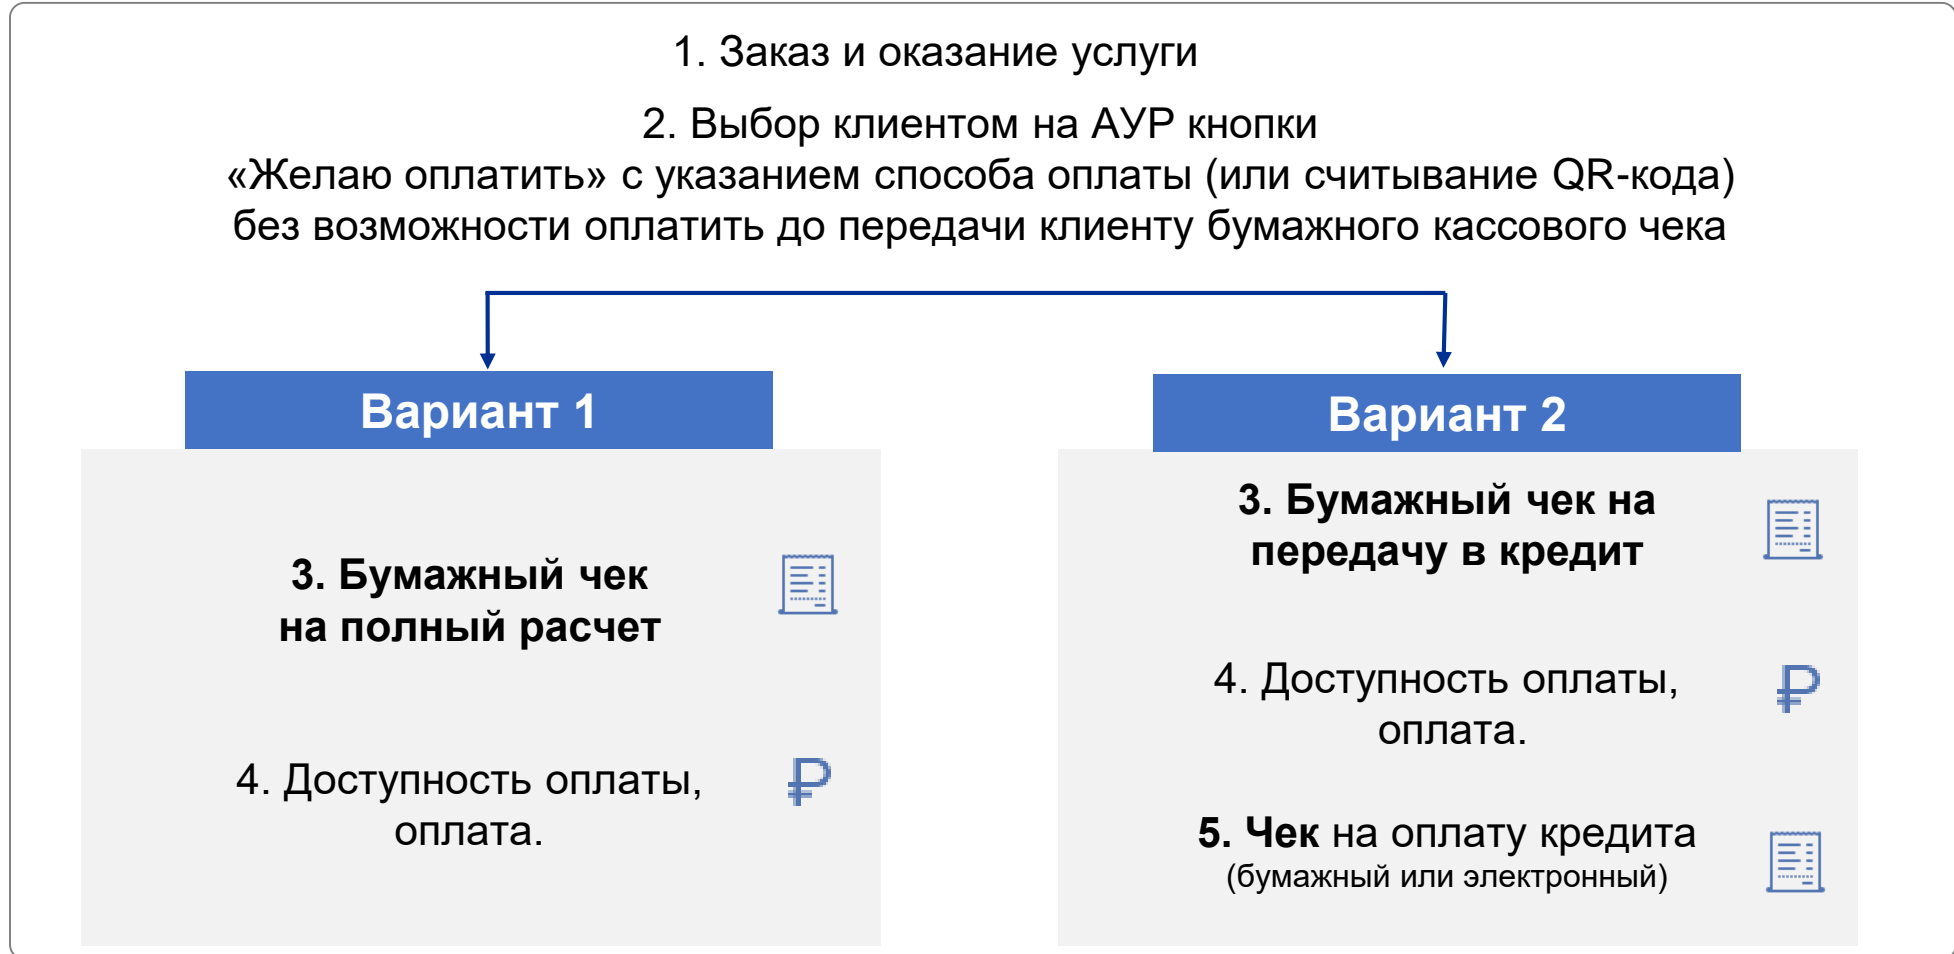 1. Заказ и оказание услуги
2. Выбор клиентом на АУР кнопки
«Желаю оплатить» с указанием способа оплаты (или считывание QR-кода)
без возможности оплатить до передачи клиенту бумажного кассового чека
Вариант 1
3. Бумажный чек
на полный расчет
4. Доступность оплаты,
оплата.
Вариант 2
3. Бумажный чек на
передачу в кредит
4. Доступность оплаты,
оплата.
5. Чек на оплату кредита
(бумажный или электронный)